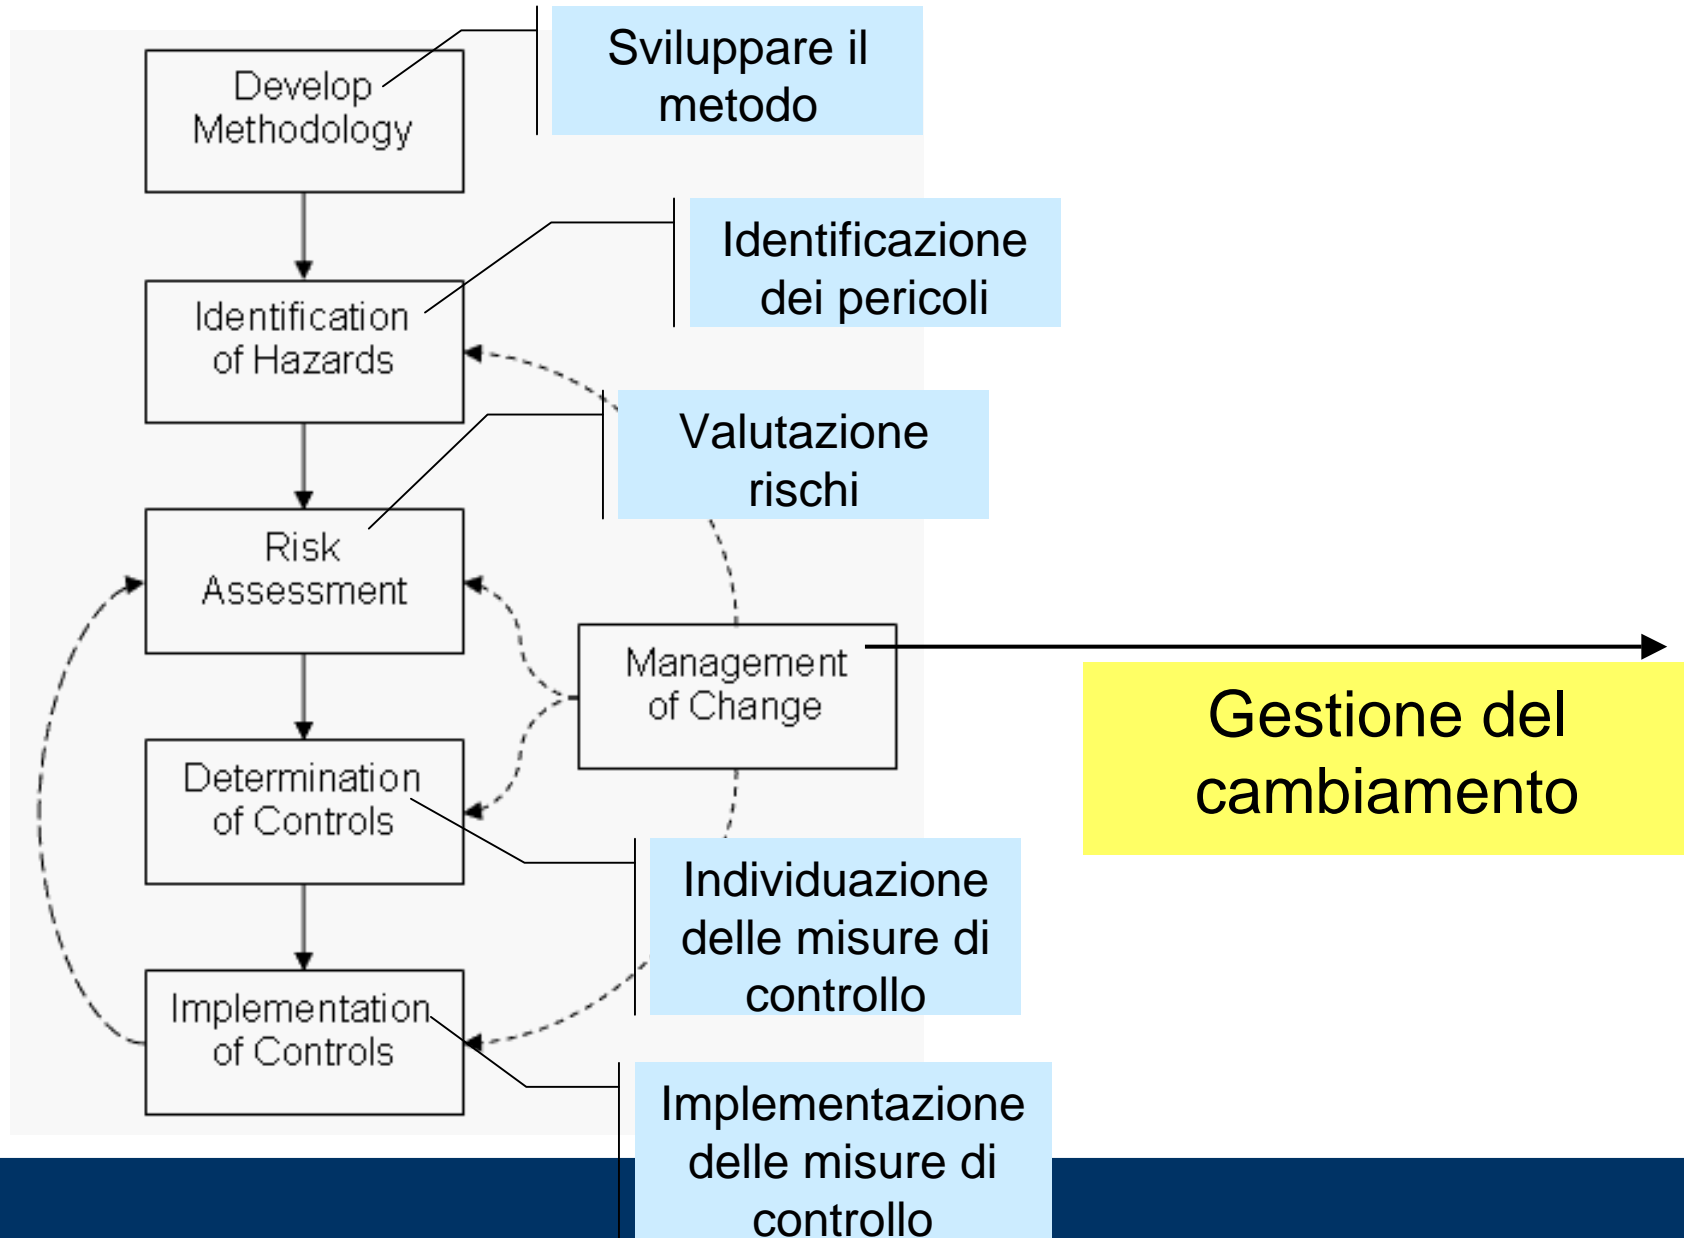 Sviluppare il
metodo
Develop
Methodology
Identificazione
dei pericoli
Identification
of Hazards
Valutazione
rischi
Risk
Assessment
Management
of Change
Gestione del
cambiamento
Determination
of Controls
Individuazione
delle misure di
controllo
Implementation
of Controls
Implementazione
delle misure di
controllo